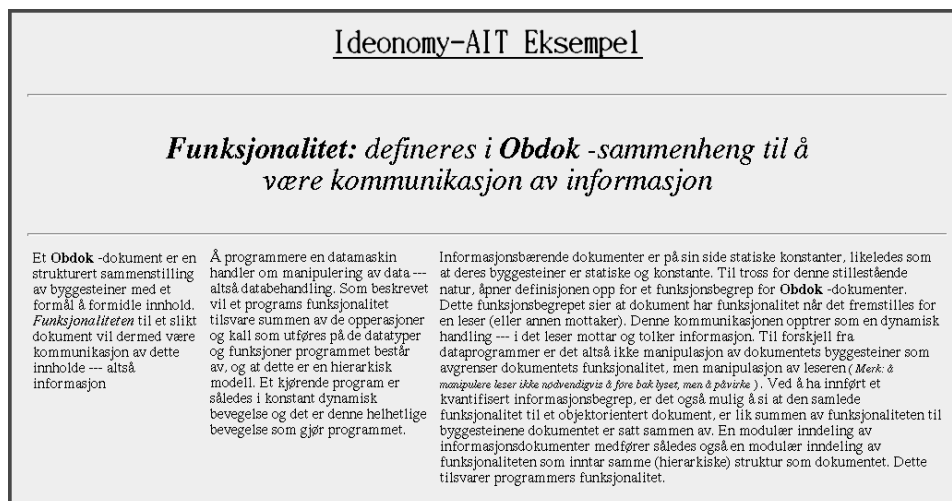 Ideonomy-AIT Eksempel
Funksjonalitet: defineres i Obdok -sammenheng til å
være kommunikasjon av informasjon
Et Obdok -dokument er en
strukturert sammenstilling
av byggesteiner med et
formål å formidle innhold.
Funksjonaliteten til et slikt
dokument vil dermed være
kommunikasjon av dette
innholde --- altså
informasjon
Å programmere en datamaskin
handler om manipulering av data ---
altså databehandling. Som beskrevet
vil et programs funksjonalitet
tilsvare summen av de opperasjoner
og kall som utføres på de datatyper
og funksjoner programmet består
av, og at dette er en hierarkisk
modell. Et kjørende program er
således i konstant dynamisk
bevegelse og det er denne helhetlige
bevegelse som gjør programmet.
Informasjonsbærende dokumenter er på sin side statiske konstanter, likeledes som
at deres byggesteiner er statiske og konstante. Til tross for denne stillestående
natur, åpner definisjonen opp for et funksjonsbegrep for Obdok -dokumenter.
Dette funksjonsbegrepet sier at dokument har funksjonalitet når det fremstilles for
en leser (eller annen mottaker). Denne kommunikasjonen opptrer som en dynamisk
handling --- i det leser mottar og tolker informasjon. Til forskjell fra
dataprogrammer er det altså ikke manipulasjon av dokumentets byggesteiner som
avgrenser dokumentets funksjonalitet, men manipulasjon av leseren ( Merk: å
manipulere leser ikke nødvendigvis å føre bak lyset, men å påvirke ). Ved å ha innført et
kvantifisert informasjonsbegrep, er det også mulig å si at den samlede
funksjonalitet til et objektorientert dokument, er lik summen av funksjonaliteten til
byggesteinene dokumentet er satt sammen av. En modulær inndeling av
informasjonsdokumenter medfører således også en modulær inndeling av
funksjonaliteten som inntar samme (hierarkiske) struktur som dokumentet. Dette
tilsvarer programmers funksjonalitet.